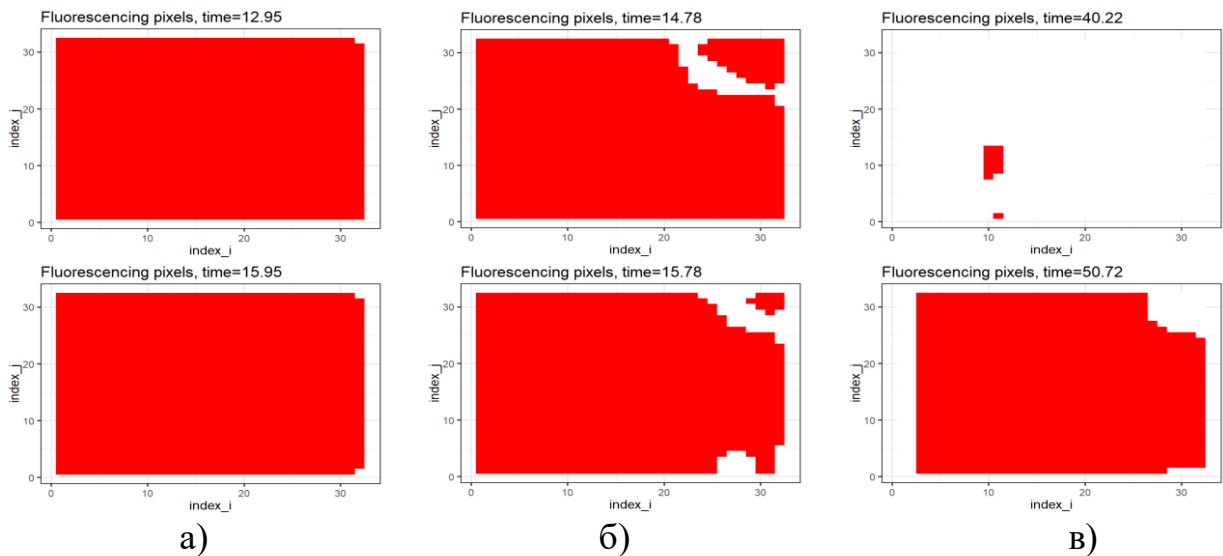 Fluorescencing pixels, time=12.95
30
20
10
0
index_j
0 10 20 30
index_i
Fluorescencing pixels, time=14.78
30
20
10
0
index_j
0 10 20 30
index_i
Fluorescencing pixels, time=40.22
30
20
10
0
index_j
0 10 20 30
index_i
Fluorescencing pixels, time=15.95
30
20
10
0
index_j
0 10 20 30
index_i
Fluorescencing pixels, time=15.78
30
20
10
0
index_j
0 10 20 30
index_i
Fluorescencing pixels, time=50.72
30
20
10
0
index_j
0 10 20 30
index_i
а)
б)
в)